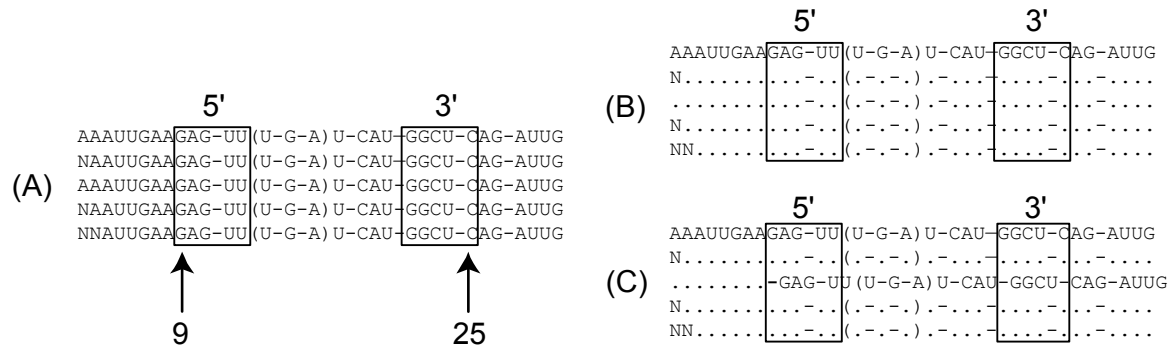 5' 3'
(A)
AAAUUGAAGAG-UU(U-G-A)U-CAU-GGCU-CAG-AUUG
NAAUUGAAGAG-UU(U-G-A)U-CAU-GGCU-CAG-AUUG
AAAUUGAAGAG-UU(U-G-A)U-CAU-GGCU-CAG-AUUG
NAAUUGAAGAG-UU(U-G-A)U-CAU-GGCU-CAG-AUUG
NNAUUGAAGAG-UU(U-G-A)U-CAU-GGCU-CAG-AUUG
9 25
5' 3'
(B)
AAAUUGAAGAG-UU(U-G-A)U-CAU-GGCU-CAG-AUUG
N..........-..(.-.-.).-...-....-...-....
...........-..(.-.-.).-...-....-...-....
N..........-..(.-.-.).-...-....-...-....
NN.........-..(.-.-.).-...-....-...-....
5' 3'
(C)
AAAUUGAAGAG-UU(U-G-A)U-CAU-GGCU-CAG-AUUG
N..........-..(.-.-.).-...-....-...-....
........-GAG-UU(U-G-A)U-CAU-GGCU-CAG-AUUG
N..........-..(.-.-.).-...-....-...-....
NN.........-..(.-.-.).-...-....-...-....